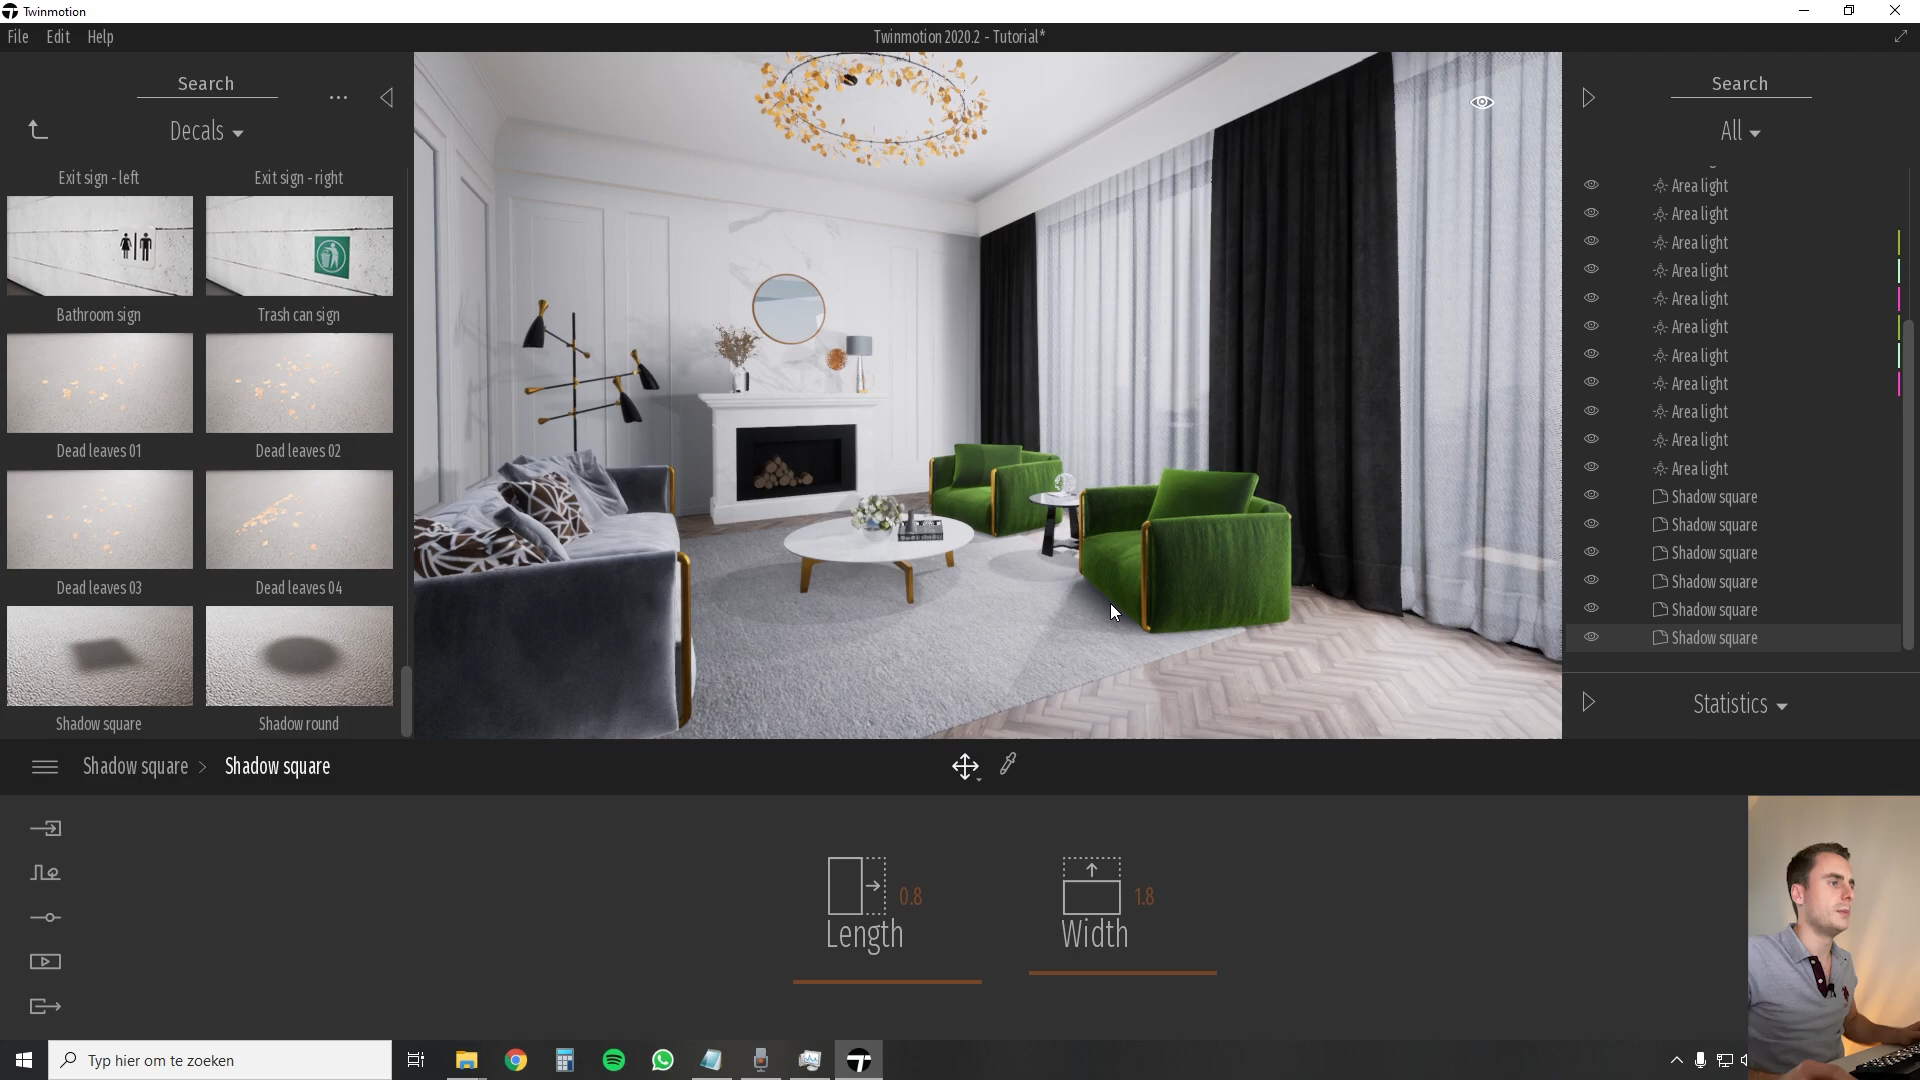 Twinmotion
File Edit Help
Twinmotion 2020.2 - Tutorial*
Search
...
Decals
Exit sign - left
Exit sign - right
Bathroom sign
Trash can sign
Dead leaves 01
Dead leaves 02
Dead leaves 03
Dead leaves 04
Shadow square
Shadow round
Search
All
Area light
Area light
Area light
Area light
Area light
Area light
Area light
Area light
Area light
Area light
Area light
Shadow square
Shadow square
Shadow square
Shadow square
Shadow square
Shadow square
Statistics
Shadow square > Shadow square
0.8
Length
1.8
Width
Typ hier om te zoeken